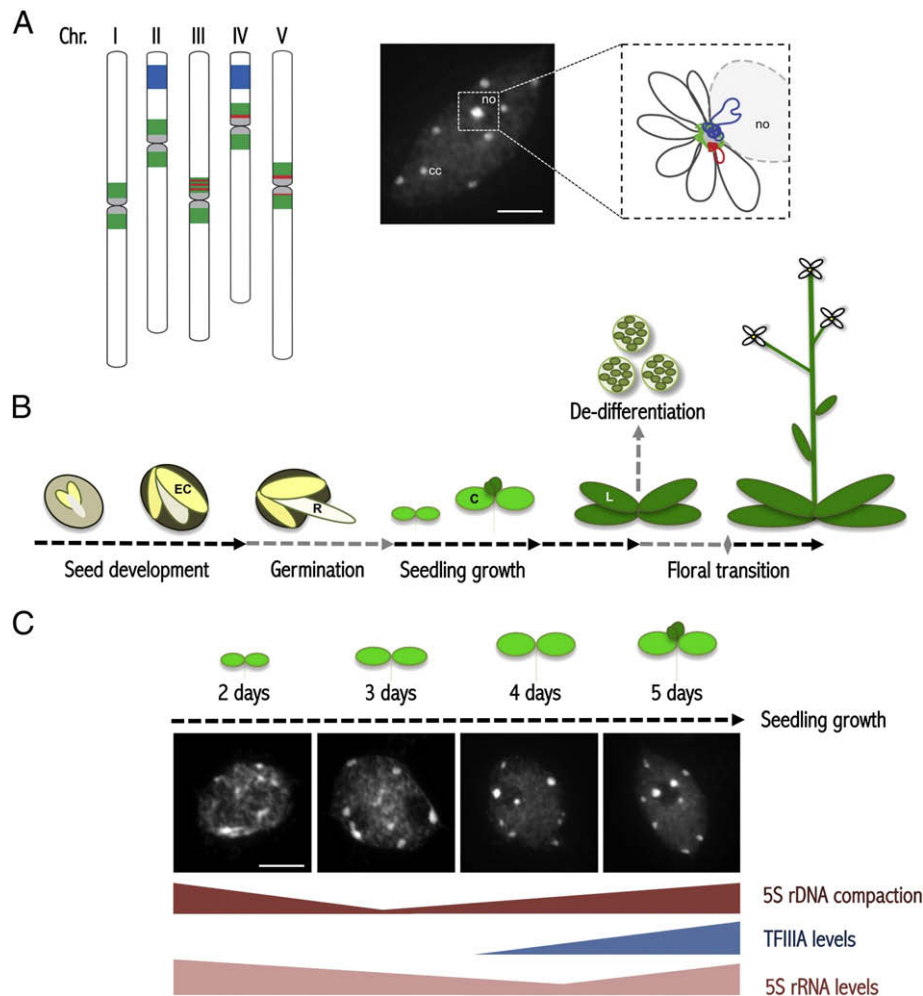 A
Chr. I II III IV V
no
cc
no
B
De-differentiation
EC
R
C
L
Seed development
Germination
Seedling growth
Floral transition
C
2 days
3 days
4 days
5 days
Seedling growth
5S rDNA compaction
TFIIIA levels
5S rRNA levels